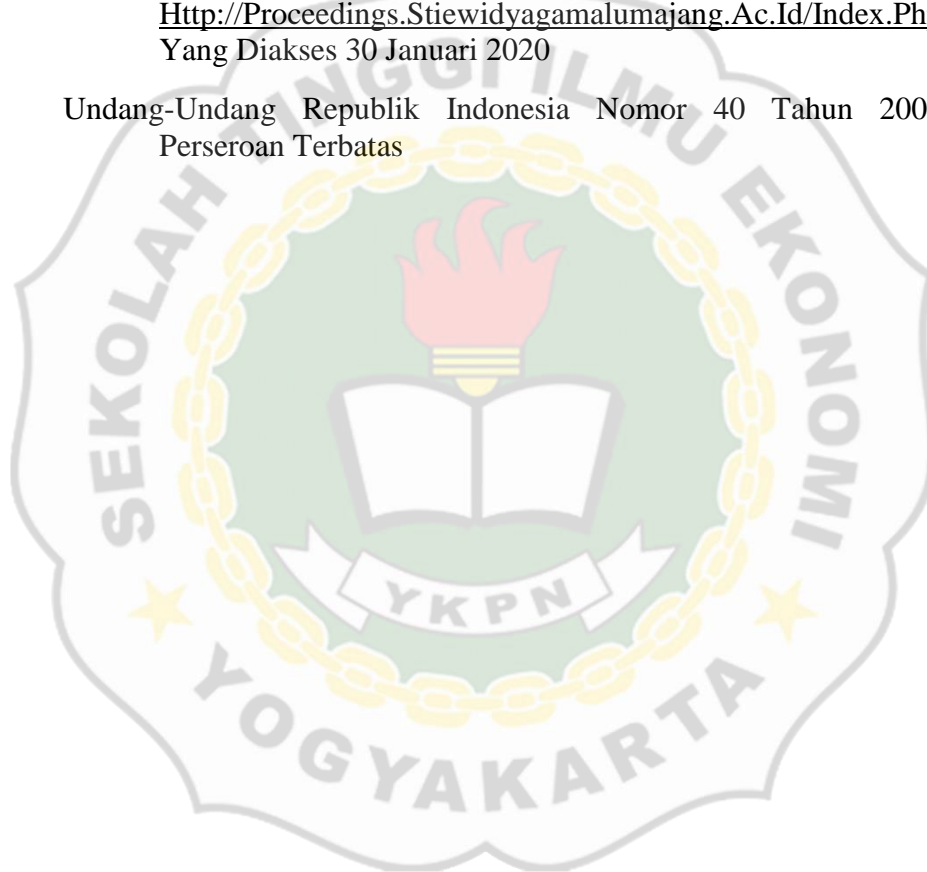 Http://Proceedings.Stiewidyagamalumajang.Ac.Id/Index.Ph
Yang Diakses 30 Januari 2020
Undang-Undang Republik Indonesia Nomor 40 Tahun 200
Perseroan Terbatas
SEKOLAH TINGGI ILMU EKONOMI
YKPN
YOGYAKARTA